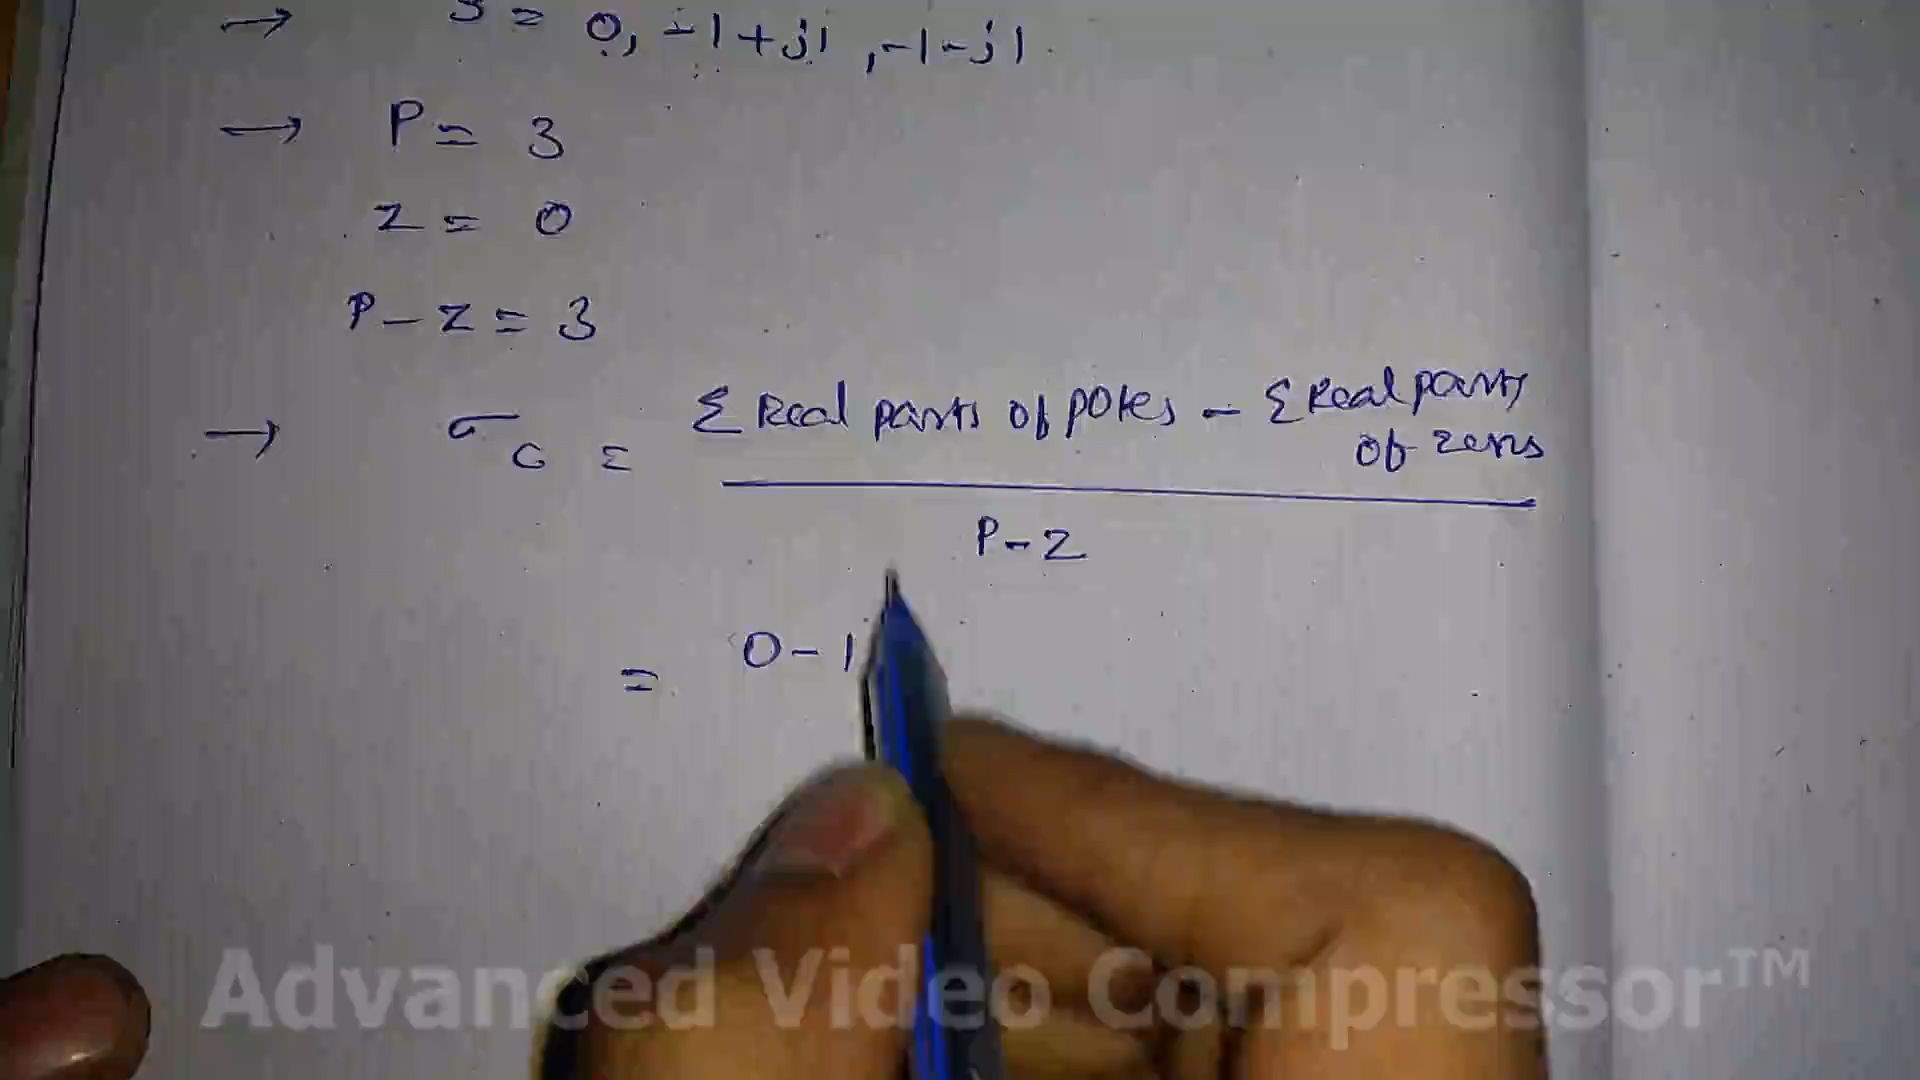 → S = 0, -1+j1, -1-j1
→ P = 3
Z = 0
P - Z = 3
→ σc = Σ Real parts of poles - Σ Real parts of zeros
P - Z
= 0 - 1
Advanced Video Compressor™